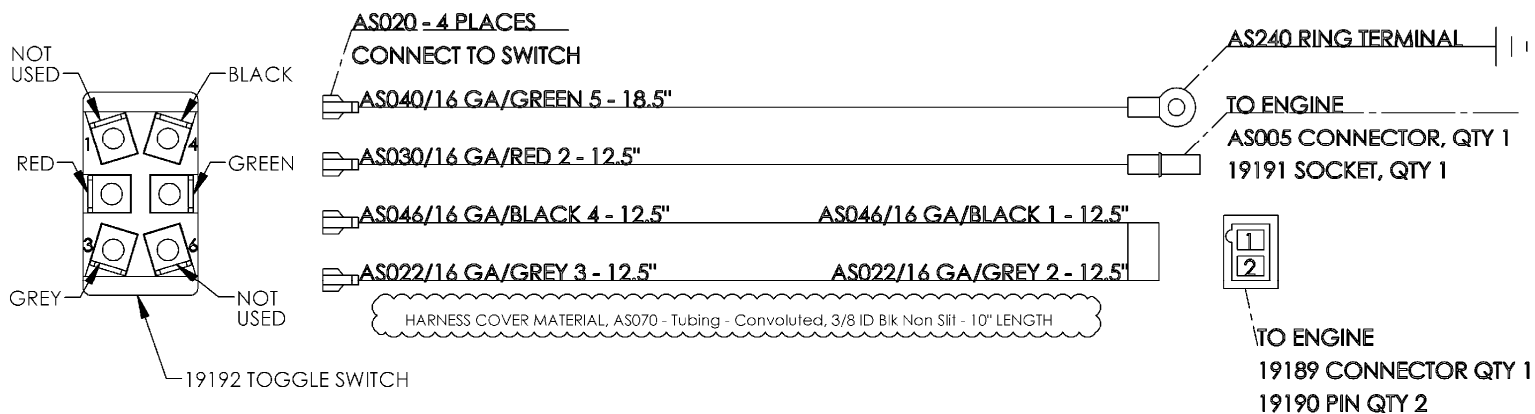 AS020 - 4 PLACES
CONNECT TO SWITCH
AS240 RING TERMINAL
NOT
USED
BLACK
1
4
RED
GREEN
3
6
GREY
NOT
USED
19192 TOGGLE SWITCH
AS040/16 GA/GREEN 5 - 18.5"
AS030/16 GA/RED 2 - 12.5"
AS046/16 GA/BLACK 4 - 12.5" AS046/16 GA/BLACK 1 - 12.5"
AS022/16 GA/GREY 3 - 12.5" AS022/16 GA/GREY 2 - 12.5"
HARNESS COVER MATERIAL, AS070 - Tubing - Convoluted, 3/8 ID Blk Non Slit - 10" LENGTH
TO ENGINE
AS005 CONNECTOR, QTY 1
19191 SOCKET, QTY 1
1
2
TO ENGINE
19189 CONNECTOR QTY 1
19190 PIN QTY 2